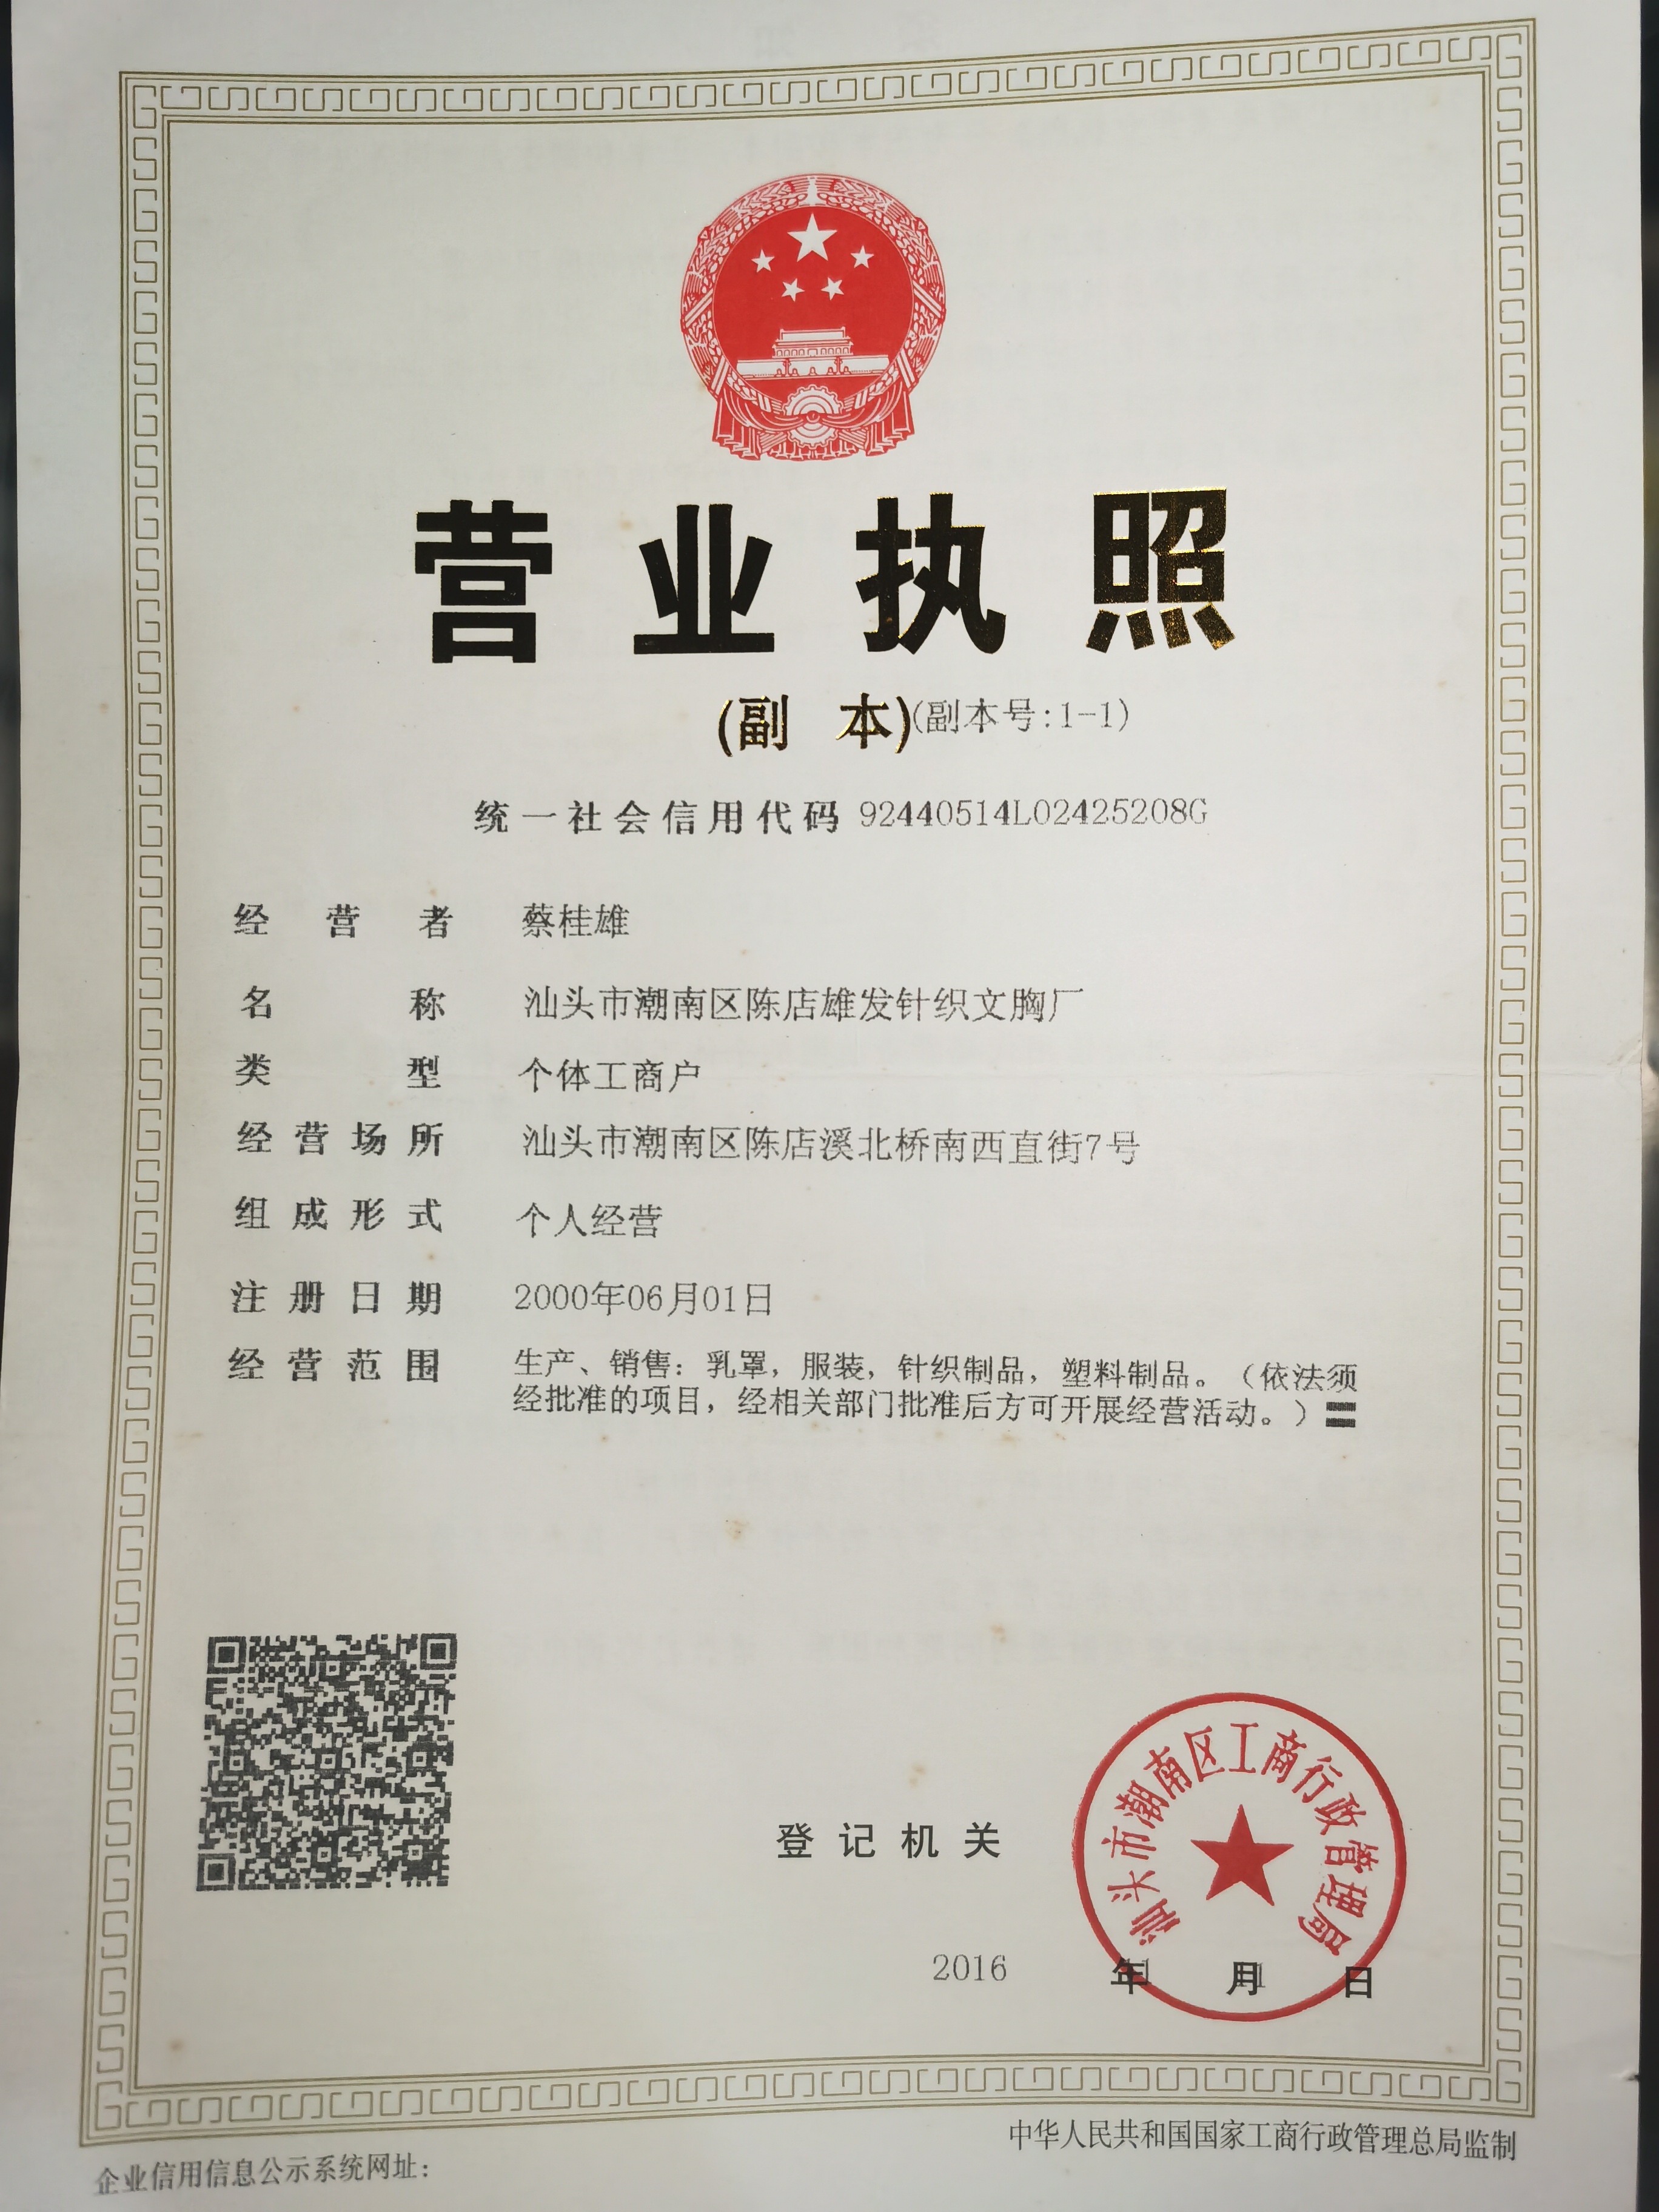 营业执照
(副 本)(副本号:1-1)
统一社会信用代码 92440514L02425208G
经营者 蔡桂雄
名称 汕头市潮南区陈店雄发针织文胸厂
类型 个体工商户
经营场所 汕头市潮南区陈店溪北桥南西直街7号
组成形式 个人经营
注册日期 2000年06月01日
经营范围 生产、销售：乳罩，服装，针织制品，塑料制品。（依法须
经批准的项目，经相关部门批准后方可开展经营活动。）
汕头市潮南区工商行政管理局
登记机关
2016 年 月 日
中华人民共和国国家工商行政管理总局监制
企业信用信息公示系统网址：